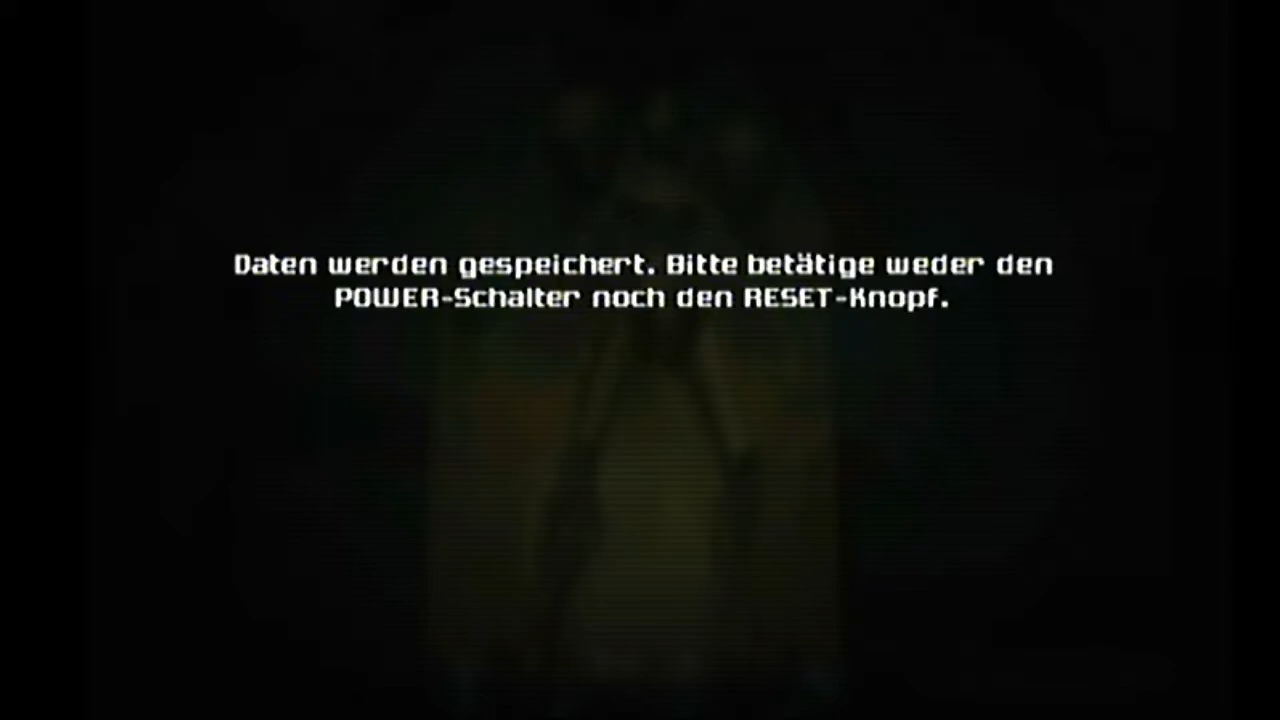 Daten werden gespeichert. Bitte betätige weder den
POWER-Schalter noch den RESET-Knopf.